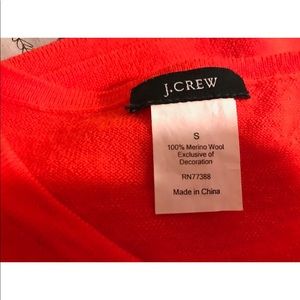 J.CREW
S
100% Merino Wool
Exclusive of
Decoration
RN77388
Made in China